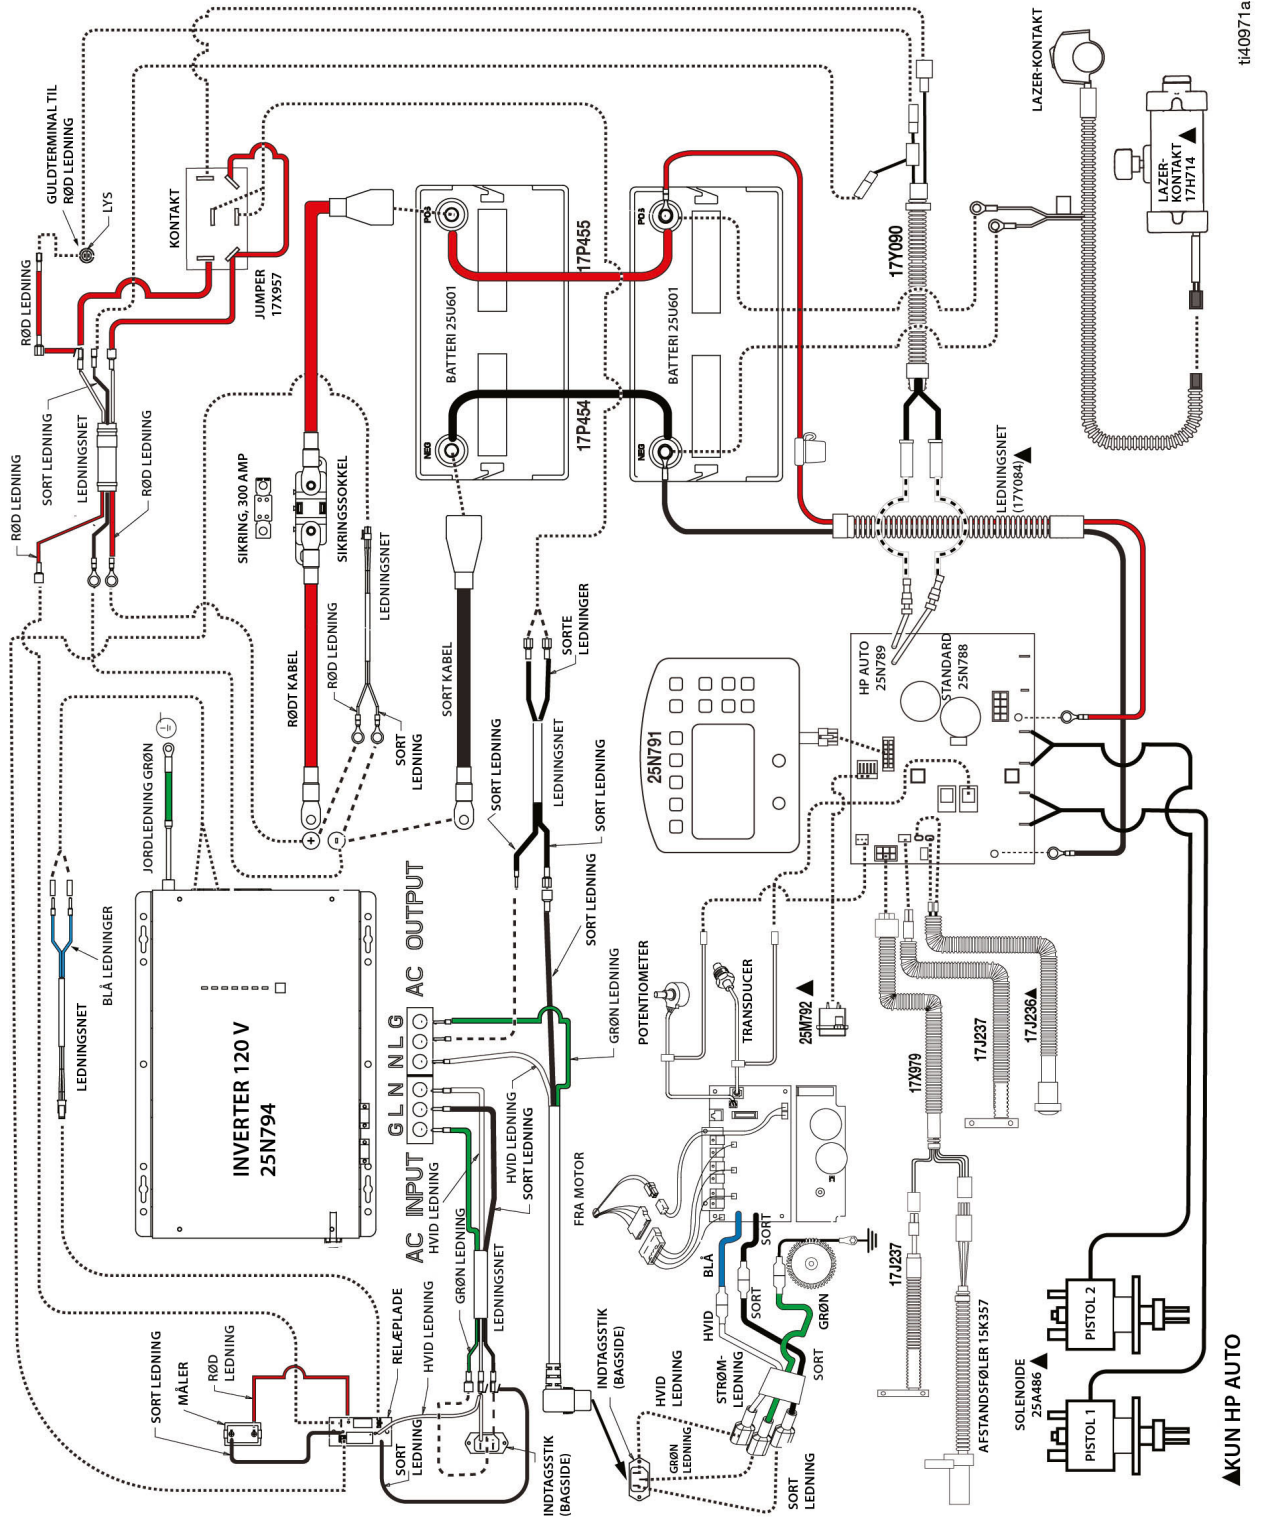 ti40971a
GULDTERMINAL TIL
RØD LEDNING
LYS
RØD LEDNING
KONTAKT
JUMPER
17X957
SORT LEDNING
LEDNINGSNET
RØD LEDNING
RØD LEDNING
SIKRING, 300 AMP
SIKRINGSSOKKEL
LEDNINGSNET
RØDT KABEL
RØD LEDNING
SORT
LEDNING
SORT KABEL
POS
NEG
BATTERI 25U601
17P455
17P454
POS
NEG
BATTERI 25U601
17Y090
LAZER-KONTAKT
LAZER-
KONTAKT
17H714
LEDNINGSNET
(17Y084)▲
SORTE
LEDNINGER
LEDNINGSNET
SORT LEDNING
SORT LEDNING
SORT LEDNING
JORDLEDNING GRØN
BLÅ LEDNINGER
LEDNINGSNET
INVERTER 120 V
25N794
+
-
AC OUTPUT
N L G
G L N
AC INPUT
GRØN LEDNING
HVID LEDNING
SORT LEDNING
HVID LEDNING
GRØN LEDNING
LEDNINGSNET
HVID LEDNING
RELÆPLADE
SORT LEDNING
MÅLER
RØD
LEDNING
SORT
LEDNING
INDTAGSSTIK
(BAGSIDE)
INDTAGSSTIK
(BAGSIDE)
25N791
HP AUTO
25N789
STANDARD
25N788
POTENTIOMETER
TRANSDUCER
25M792▲
FRA MOTOR
BLÅ
SORT
HVID
SORT
GRØN
SORT
STRØM-
LEDNING
HVID
LEDNING
GRØN
LEDNING
SORT
LEDNING
17X979
17J237
17J236▲
17J237
AFSTANDSFØLER 15K357
SOLENOIDE
25A486▲
PISTOL 1
PISTOL 2
▲KUN HP AUTO